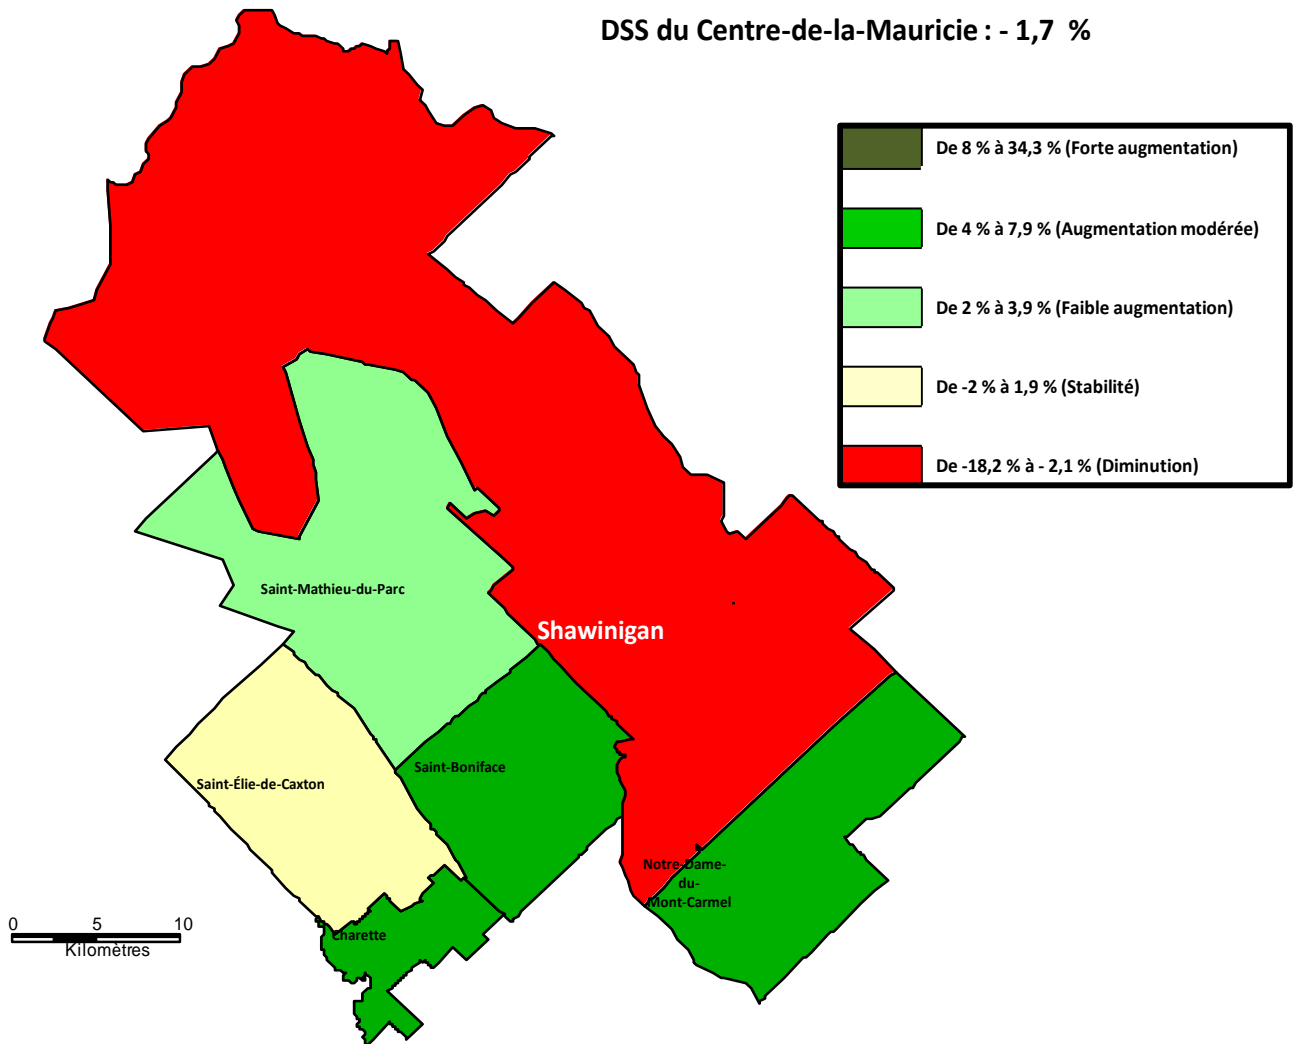 DSS du Centre-de-la-Mauricie : - 1,7 %
De 8 % à 34,3 % (Forte augmentation)
De 4 % à 7,9 % (Augmentation modérée)
De 2 % à 3,9 % (Faible augmentation)
De -2 % à 1,9 % (Stabilité)
De -18,2 % à - 2,1 % (Diminution)
Saint-Mathieu-du-Parc
Shawinigan
Saint-Boniface
Saint-Élie-de-Caxton
Notre-Dame-
du-
Mont-Carmel
Charette
0 5 10
Kilomètres